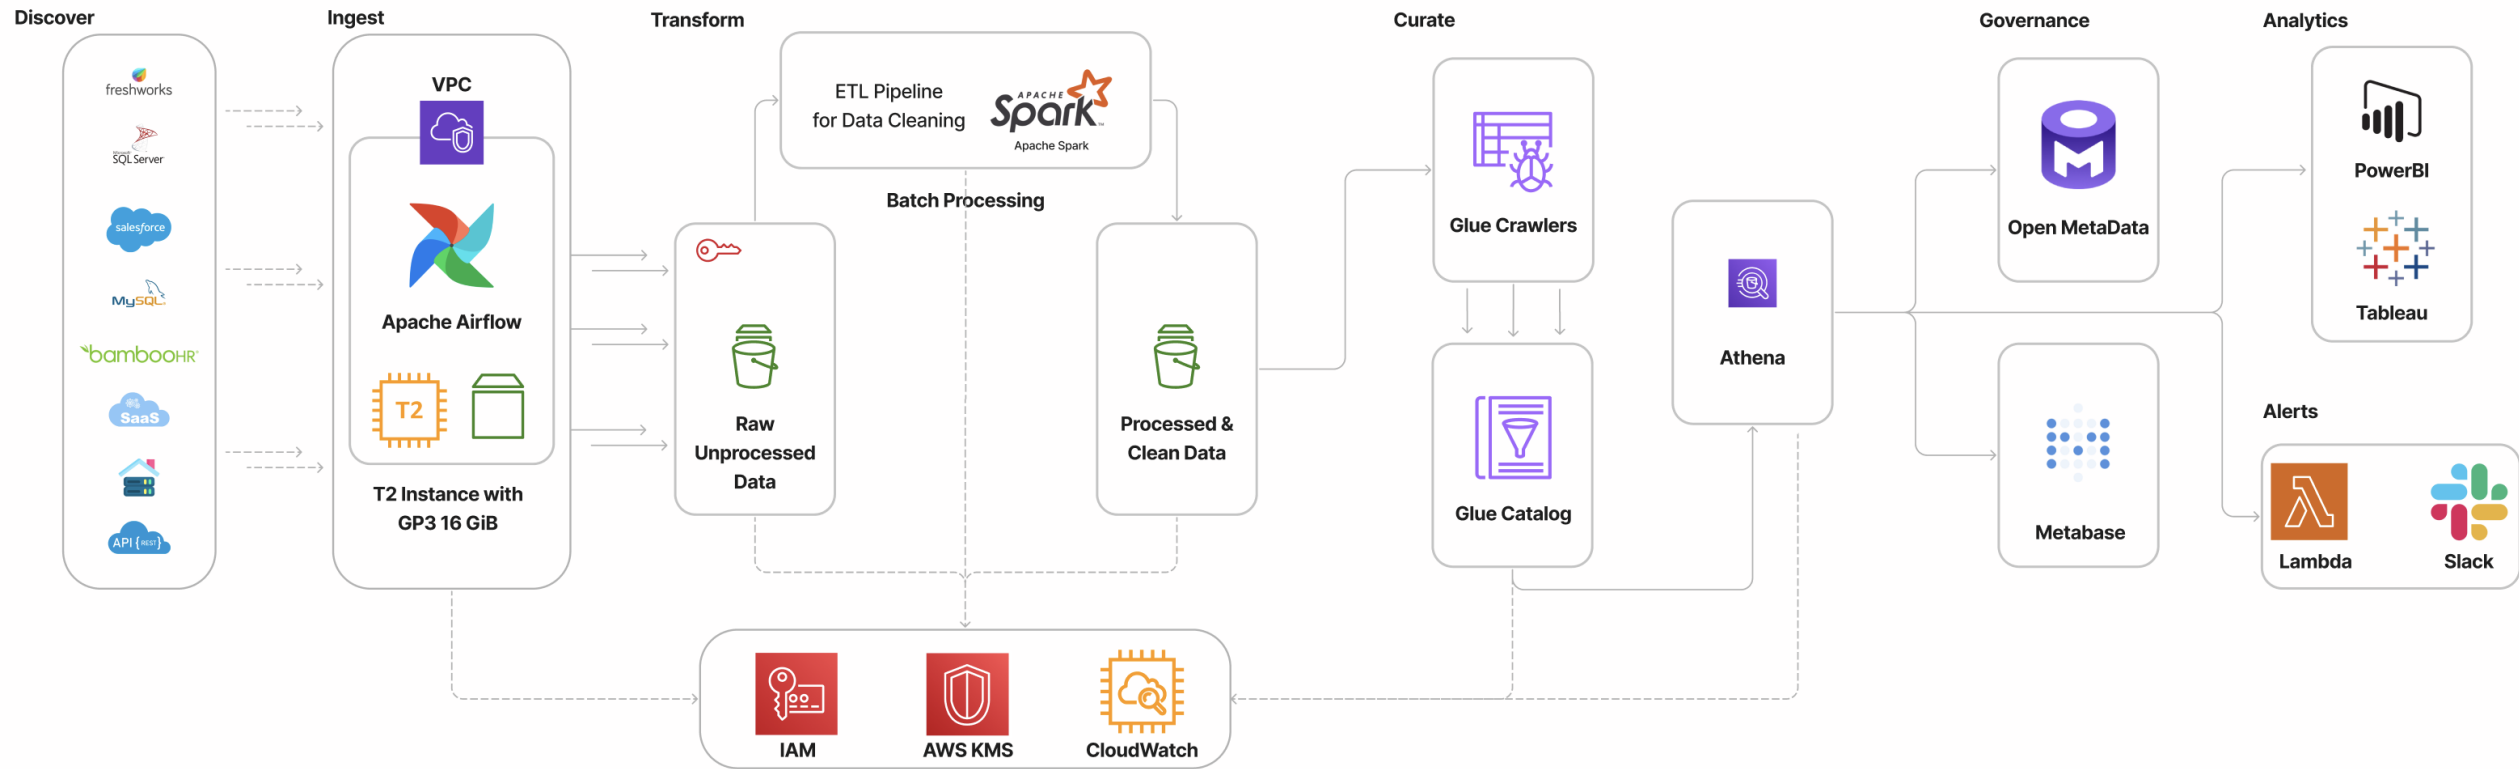 Discover
Ingest
Transform
Curate
Governance
Analytics
freshworks
Microsoft
SQL Server
salesforce
MySQL
bambooHR
SaaS
API {REST}
VPC
Apache Airflow
T2
T2 Instance with
GP3 16 GiB
ETL Pipeline
for Data Cleaning
APACHE
Spark
Apache Spark
Batch Processing
Raw
Unprocessed
Data
Processed &
Clean Data
Glue Crawlers
Glue Catalog
Athena
Open MetaData
Metabase
PowerBI
Tableau
Alerts
Lambda
Slack
IAM
AWS KMS
CloudWatch